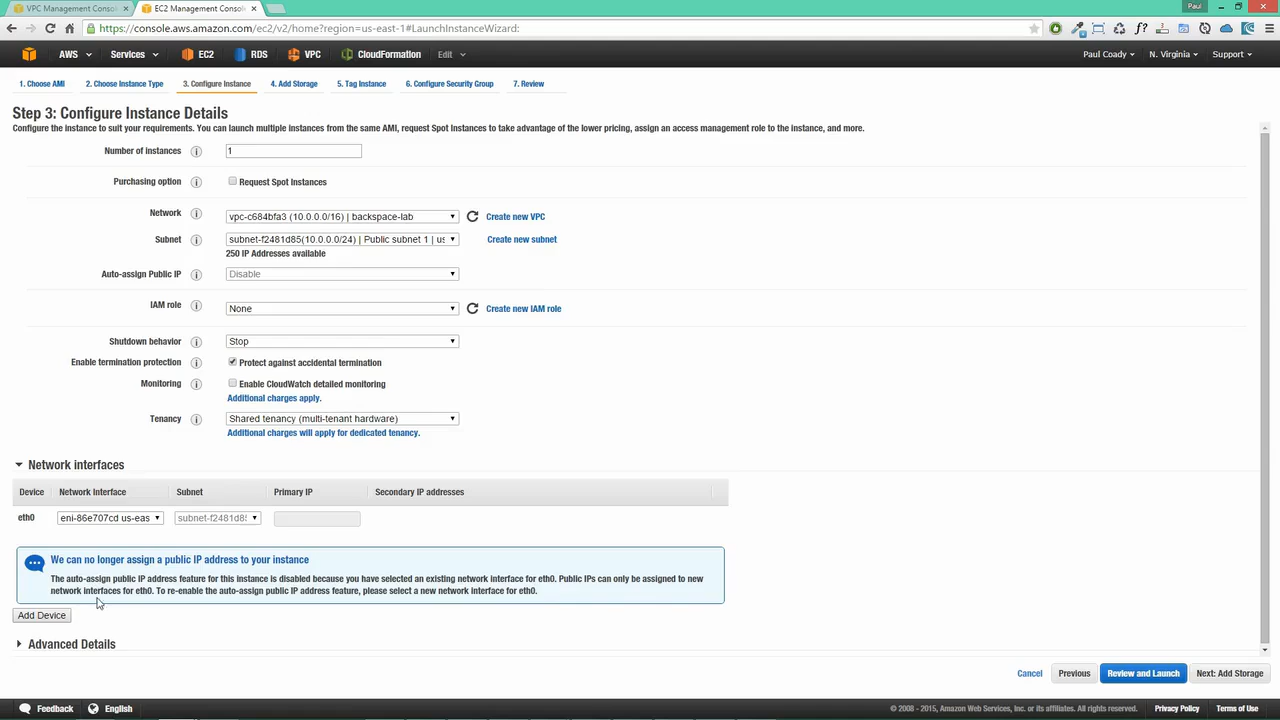 VPC Management Consol
EC2 Management Consol
Paul
https://console.aws.amazon.com/ec2/v2/home?region=us-east-1#LaunchInstanceWizard:
AWS Services EC2 RDS VPC CloudFormation Edit Paul Coady N. Virginia Support
1. Choose AMI 2. Choose Instance Type 3. Configure Instance 4. Add Storage 5. Tag Instance 6. Configure Security Group 7. Review
Step 3: Configure Instance Details
Configure the instance to suit your requirements. You can launch multiple instances from the same AMI, request Spot Instances to take advantage of the lower pricing, assign an access management role to the instance, and more.
Number of instances 1
Purchasing option Request Spot Instances
Network vpc-c684bfa3 (10.0.0.0/16) | backspace-lab Create new VPC
Subnet subnet-f2481d85(10.0.0.0/24) | Public subnet 1 | us Create new subnet
250 IP Addresses available
Auto-assign Public IP Disable
IAM role None Create new IAM role
Shutdown behavior Stop
Enable termination protection Protect against accidental termination
Monitoring Enable CloudWatch detailed monitoring
Additional charges apply.
Tenancy Shared tenancy (multi-tenant hardware)
Additional charges will apply for dedicated tenancy.
Network interfaces
Device Network Interface Subnet Primary IP Secondary IP addresses
eth0 eni-86e707cd us-eas subnet-f2481d85
We can no longer assign a public IP address to your instance
The auto-assign public IP address feature for this instance is disabled because you have selected an existing network interface for eth0. Public IPs can only be assigned to new
network interfaces for eth0. To re-enable the auto-assign public IP address feature, please select a new network interface for eth0.
Add Device
Advanced Details
Cancel Previous Review and Launch Next: Add Storage
Feedback English © 2008 - 2015, Amazon Web Services, Inc. or its affiliates. All rights reserved. Privacy Policy Terms of Use